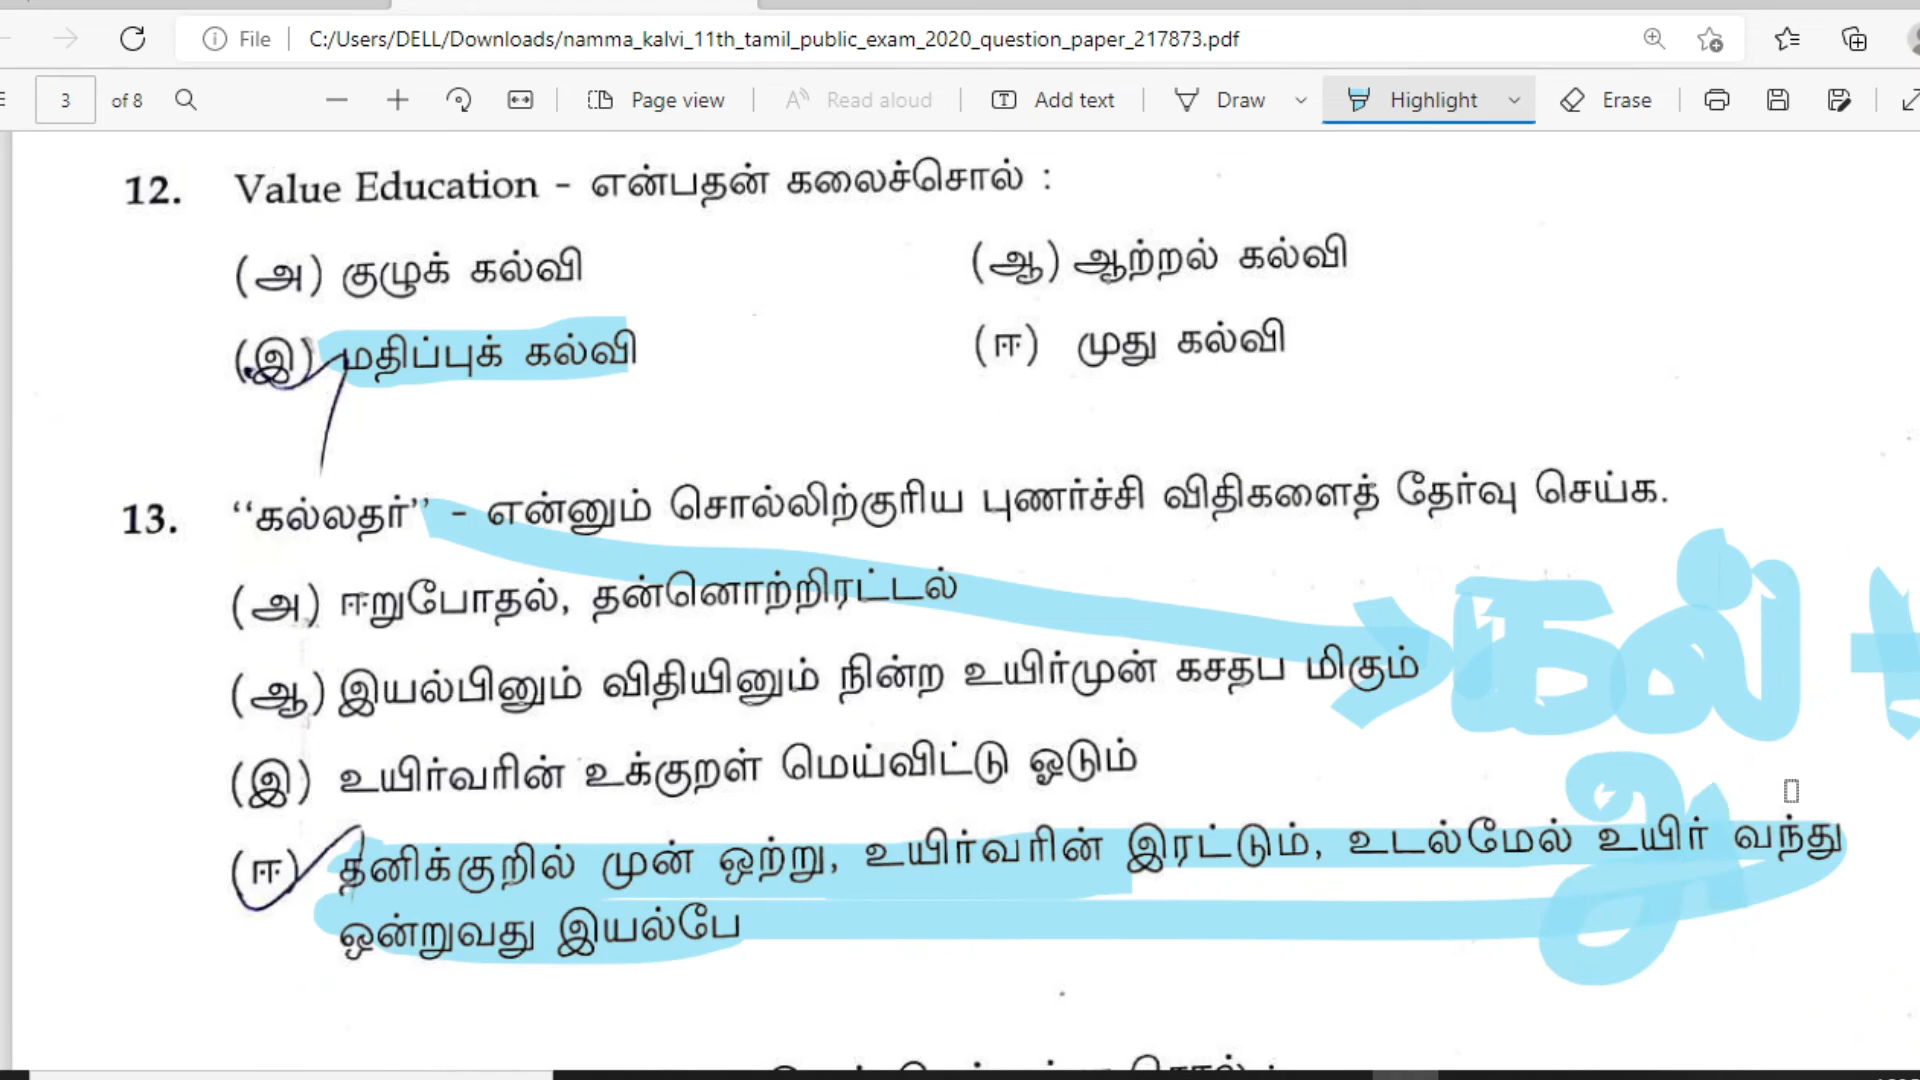 File C:/Users/DELL/Downloads/namma_kalvi_11th_tamil_public_exam_2020_question_paper_217873.pdf
3 of 8 Page view Read aloud Add text Draw Highlight Erase
12. Value Education - என்பதன் கலைச்சொல் :
(அ) குழுக் கல்வி (ஆ) ஆற்றல் கல்வி
(இ) மதிப்புக் கல்வி (ஈ) முது கல்வி
13. “கல்லதர்” - என்னும் சொல்லிற்குரிய புணர்ச்சி விதிகளைத் தேர்வு செய்க.
(அ) ஈறுபோதல், தன்னொற்றிரட்டல்
(ஆ) இயல்பினும் விதியினும் நின்ற உயிர்முன் கசதப மிகும்
கல் +
(இ) உயிர்வரின் உக்குறள் மெய்விட்டு ஓடும்
(ஈ) தனிக்குறில் முன் ஒற்று, உயிர்வரின் இரட்டும், உடல்மேல் உயிர் வந்து
ஒன்றுவது இயல்பே